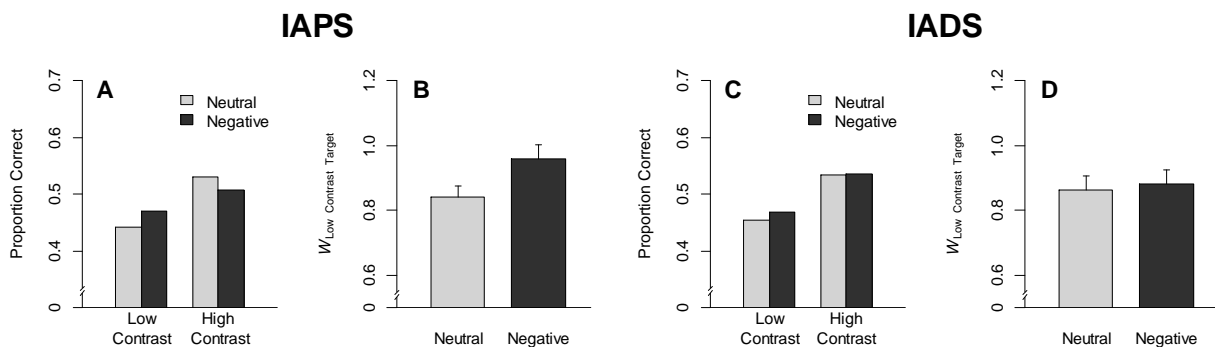 IAPS
IADS
A
Neutral
Negative
Proportion Correct
0.7
0.6
0.5
0.4
0
Low Contrast
High Contrast
B
W Low Contrast Target
1.2
1.0
0.8
0.6
0
Neutral
Negative
C
Neutral
Negative
Proportion Correct
0.7
0.6
0.5
0.4
0
Low Contrast
High Contrast
D
W Low Contrast Target
1.2
1.0
0.8
0.6
0
Neutral
Negative